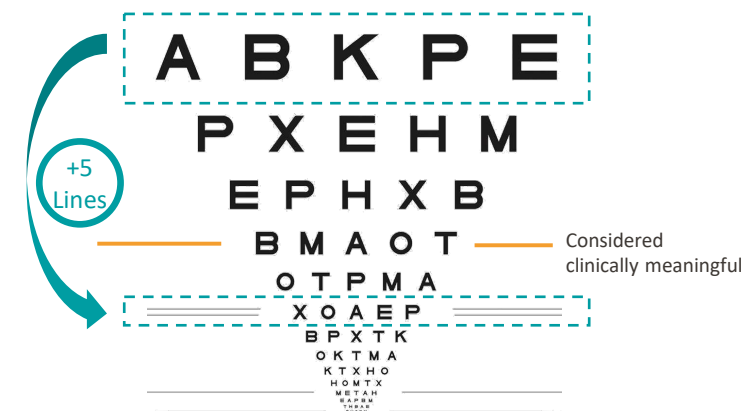 A B K P E
P X E H M
+5
Lines
E P H X B
B M A O T
Considered
clinically meaningful
O T P M A
X O A E P
B P X T K
O K T M A
K T X H O
H O M T X
M E T A H